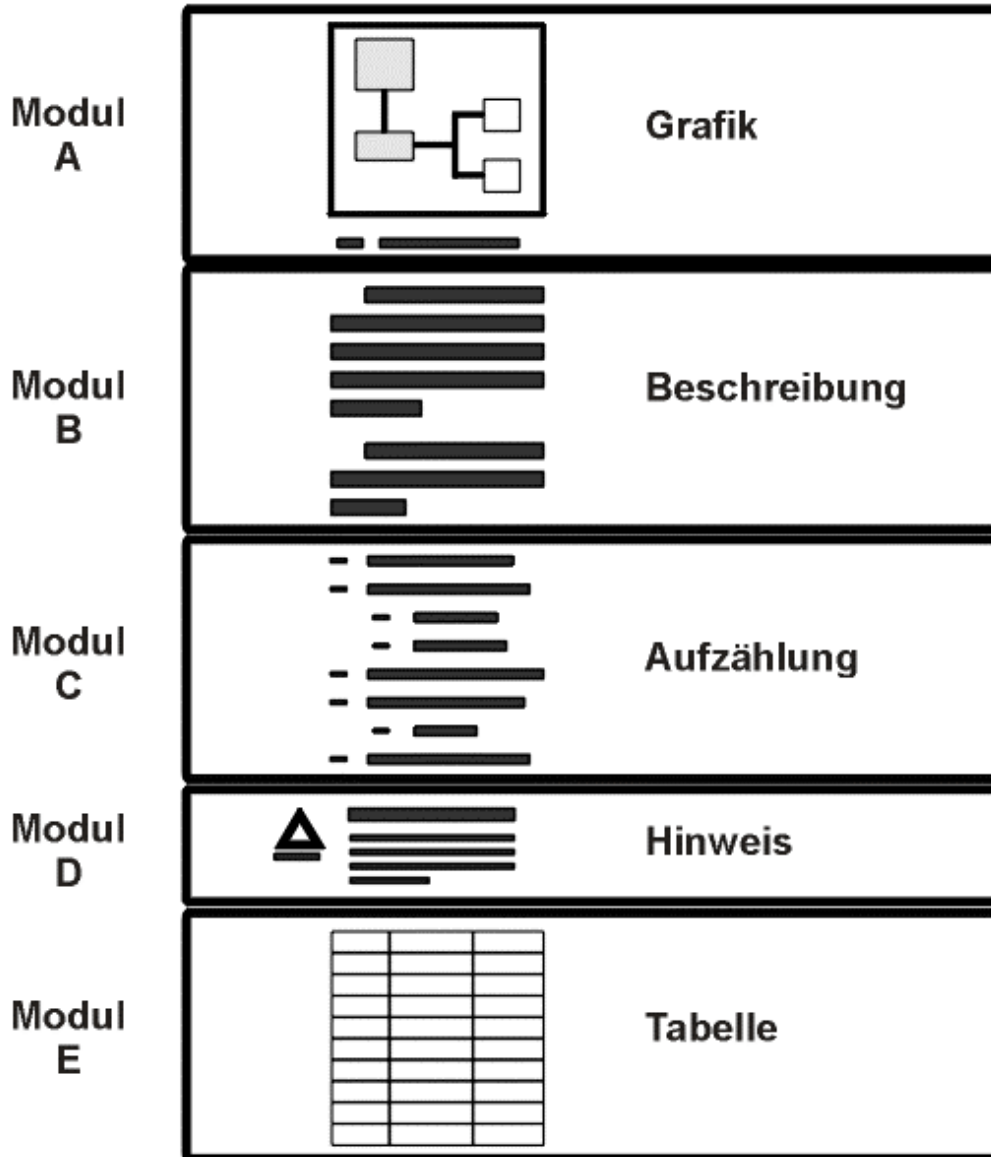 Modul
A
Grafik
Modul
B
Beschreibung
Modul
C
Aufzählung
Modul
D
Hinweis
Modul
E
Tabelle